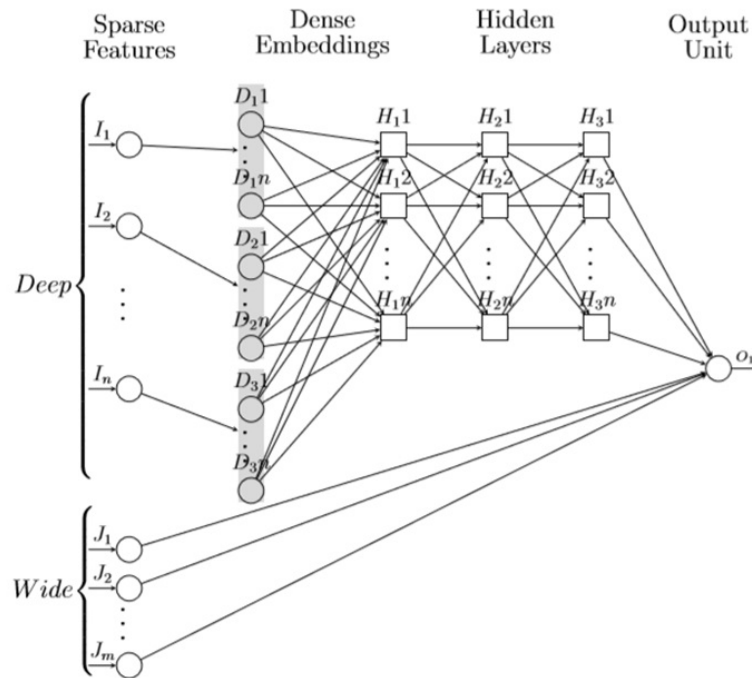 Sparse Features
Dense Embeddings
Hidden Layers
Output Unit
Deep
I₁
I₂
Iₙ
D₁1
D₁n
D₂1
D₂n
D₃1
D₃n
H₁1
H₂1
H₃1
H₁2
H₂2
H₃2
H₁n
H₂n
H₃n
Wide
J₁
J₂
Jₘ